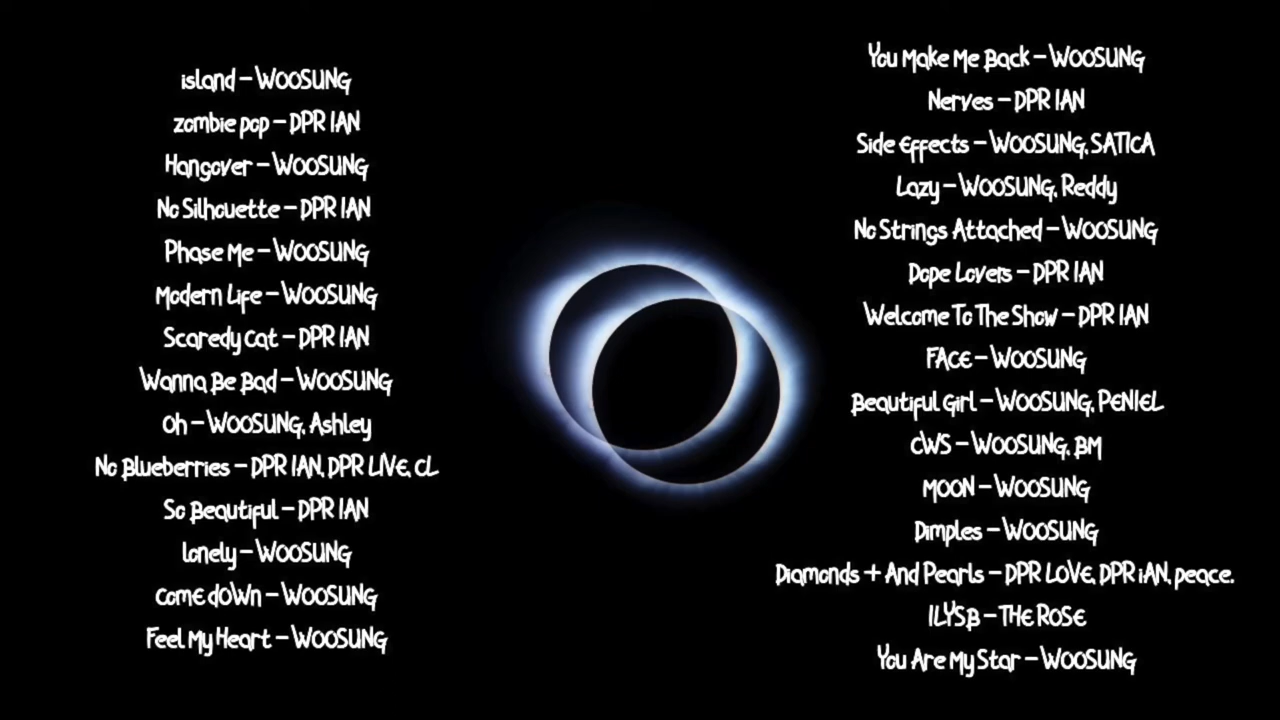 island – WOOSUNG
zombie pop – DPR IAN
Hangover – WOOSUNG
No Silhouette – DPR IAN
Phase Me – WOOSUNG
Modern Life – WOOSUNG
Scaredy Cat – DPR IAN
Wanna Be Bad – WOOSUNG
Oh – WOOSUNG, Ashley
No Blueberries – DPR IAN, DPR LIVE, CL
So Beautiful – DPR IAN
Lonely – WOOSUNG
COME dOWn – WOOSUNG
Feel My Heart – WOOSUNG
You Make Me Back – WOOSUNG
Nerves – DPR IAN
Side Effects – WOOSUNG, SATICA
Lazy – WOOSUNG, Reddy
No Strings Attached – WOOSUNG
Dope Lovers – DPR IAN
Welcome To The Show – DPR IAN
FACE – WOOSUNG
Beautiful Girl – WOOSUNG, PENIEL
CWS – WOOSUNG, BM
MOON – WOOSUNG
Dimples – WOOSUNG
Diamonds + And Pearls – DPR LOVE, DPR iAN, peace.
ILYSB – THE ROSE
You Are My Star – WOOSUNG